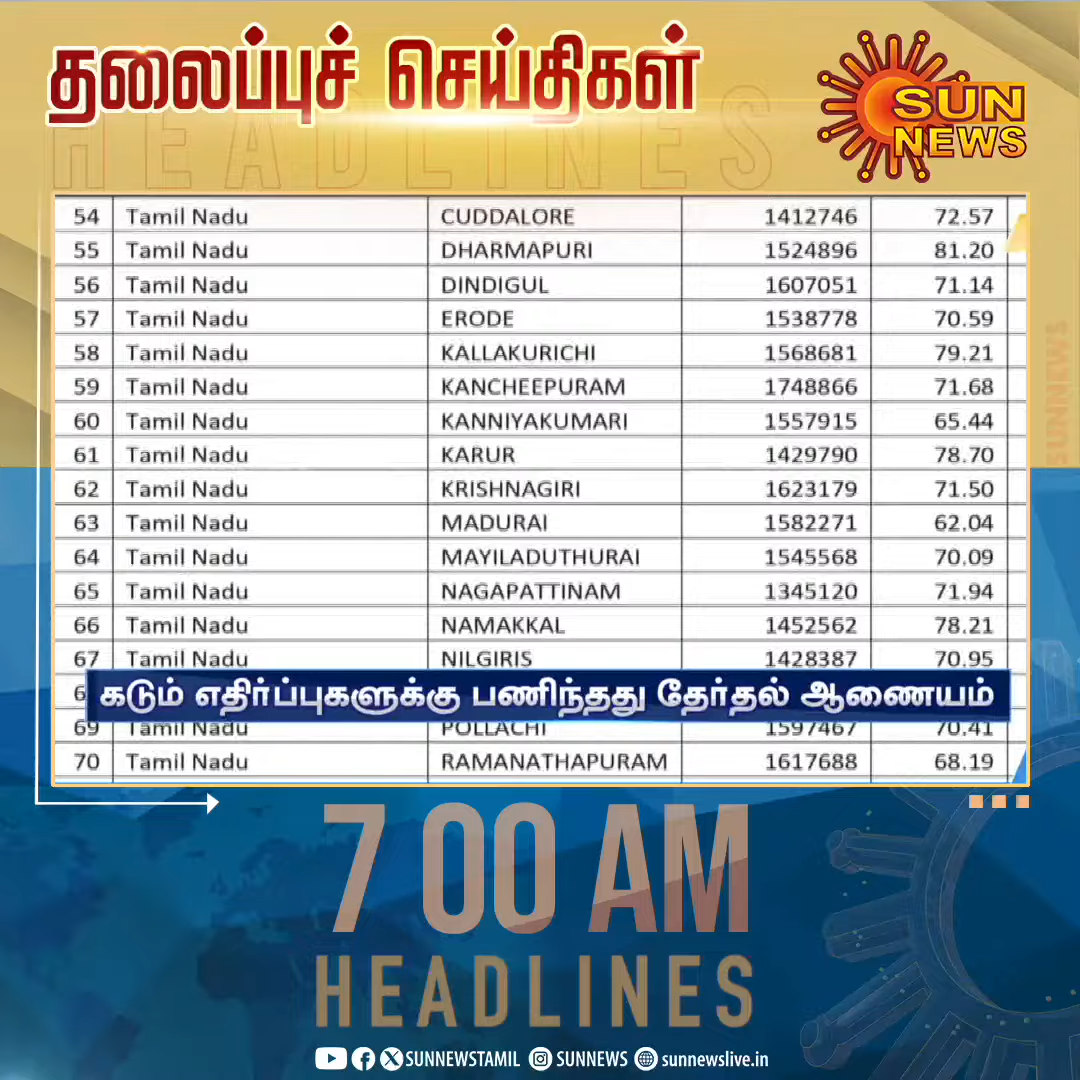 தலைப்புச் செய்திகள்
HEADLINES
SUN
NEWS
54 Tamil Nadu CUDDALORE 1412746 72.57
55 Tamil Nadu DHARMAPURI 1524896 81.20
56 Tamil Nadu DINDIGUL 1607051 71.14
57 Tamil Nadu ERODE 1538778 70.59
58 Tamil Nadu KALLAKURICHI 1568681 79.21
59 Tamil Nadu KANCHEEPURAM 1748866 71.68
60 Tamil Nadu KANNIYAKUMARI 1557915 65.44
61 Tamil Nadu KARUR 1429790 78.70
62 Tamil Nadu KRISHNAGIRI 1623179 71.50
63 Tamil Nadu MADURAI 1582271 62.04
64 Tamil Nadu MAYILADUTHURAI 1545568 70.09
65 Tamil Nadu NAGAPATTINAM 1345120 71.94
66 Tamil Nadu NAMAKKAL 1452562 78.21
67 Tamil Nadu NILGIRIS 1428387 70.95
கடும் எதிர்ப்புகளுக்கு பணிந்தது தேர்தல் ஆணையம்
69 Tamil Nadu POLLACHI 1597467 70.41
70 Tamil Nadu RAMANATHAPURAM 1617688 68.19
SUNNEWS
7 00 AM
HEADLINES
SUNNEWSTAMIL SUNNEWS sunnewslive.in